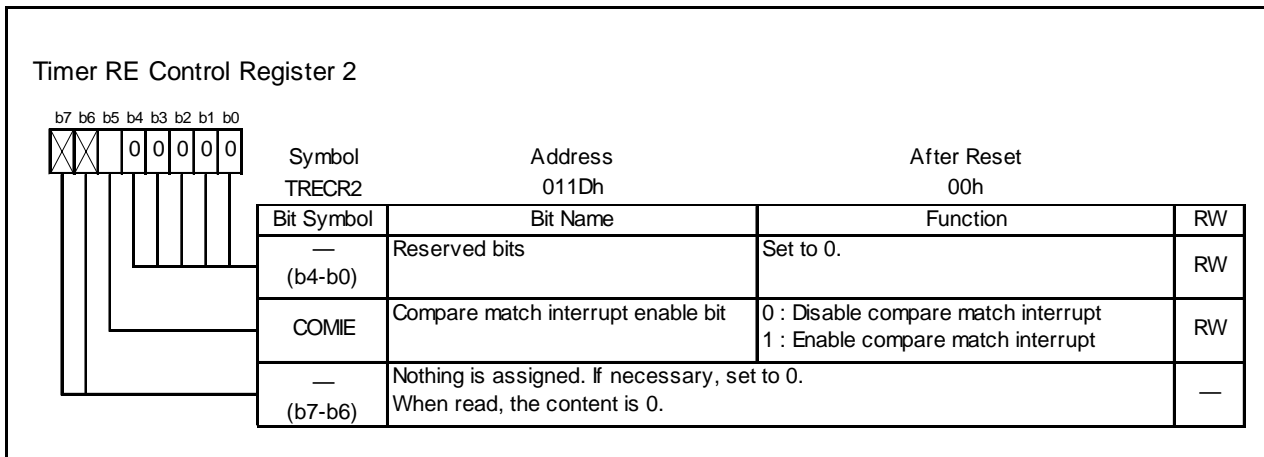 Timer RE Control Register 2
b7 b6 b5 b4 b3 b2 b1 b0
0 0 0 0 0
Symbol Address After Reset
TRECR2 011Dh 00h
Bit Symbol Bit Name Function RW
—
(b4-b0)
Reserved bits
Set to 0.
RW
COMIE
Compare match interrupt enable bit
0 : Disable compare match interrupt
1 : Enable compare match interrupt
RW
—
(b7-b6)
Nothing is assigned. If necessary, set to 0.
When read, the content is 0.
—